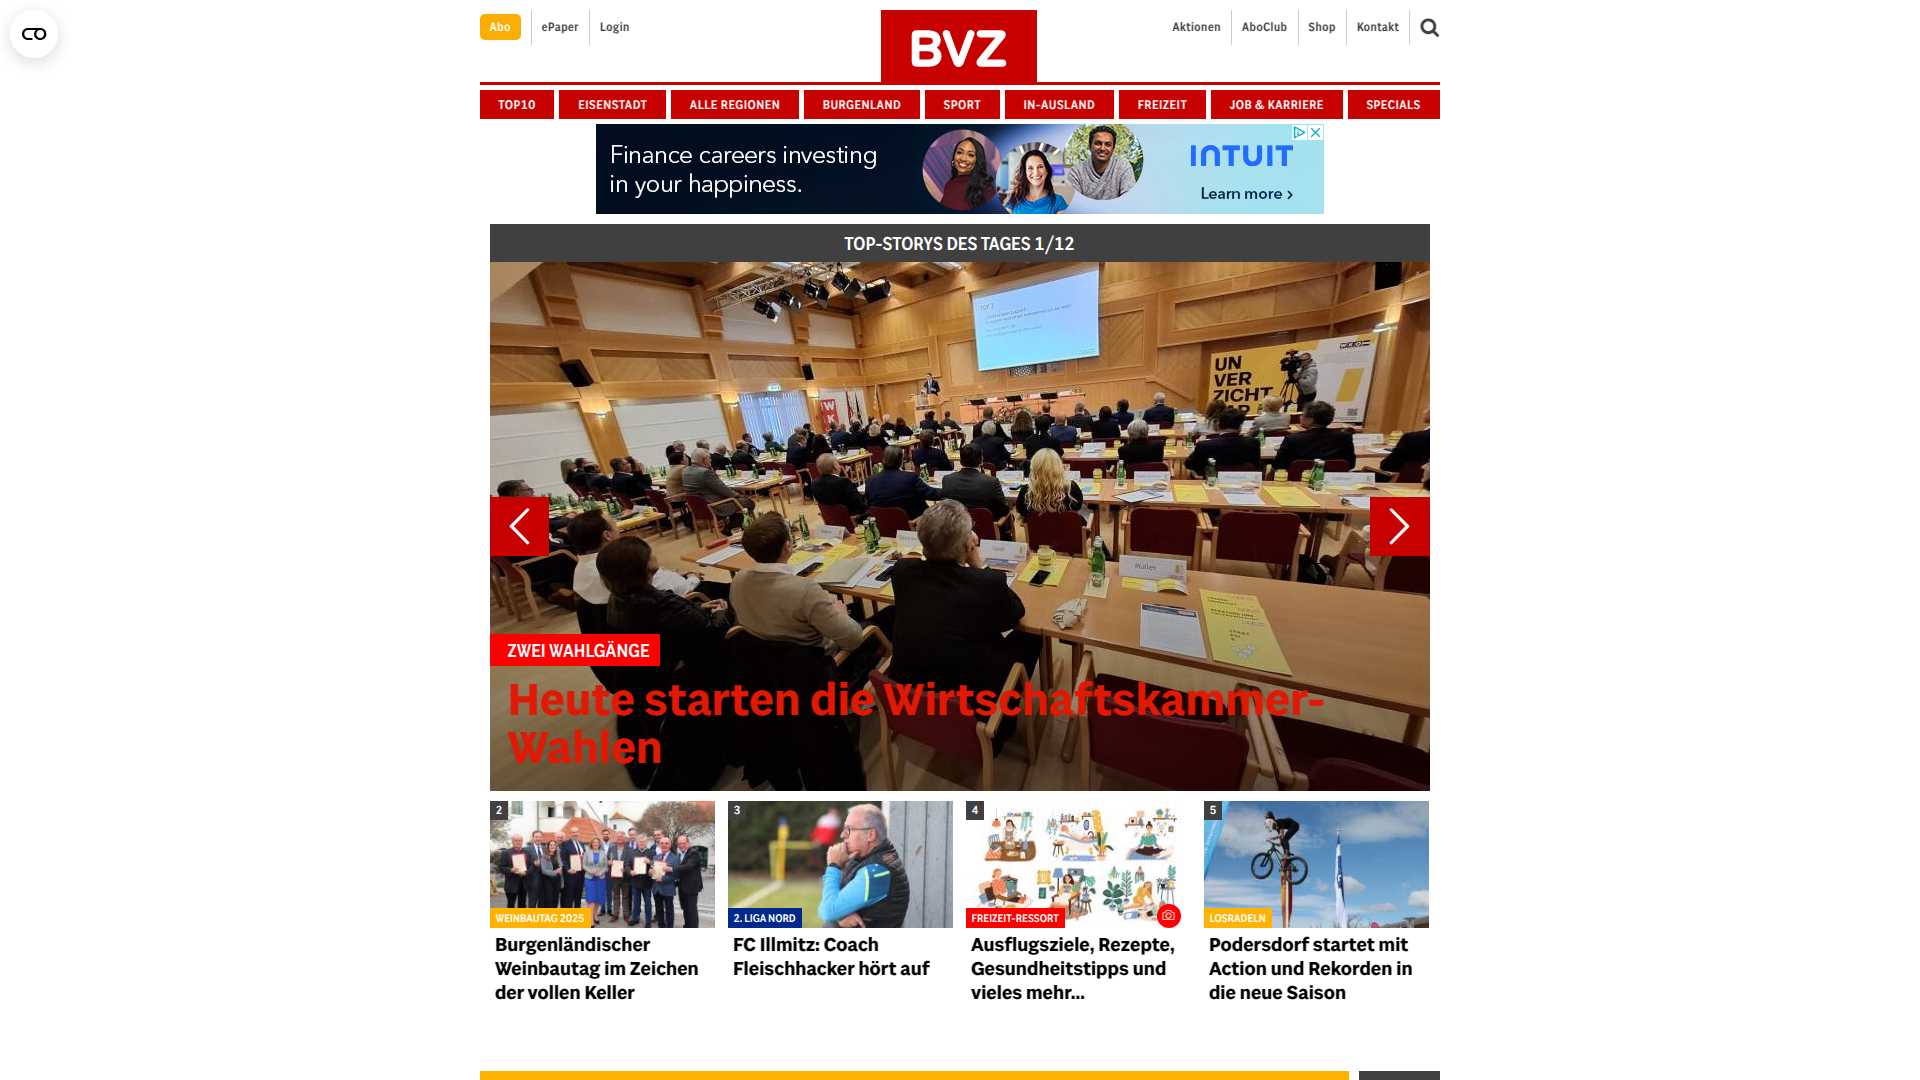 Abo
ePaper
Login
BVZ
Aktionen
AboClub
Shop
Kontakt
TOP10
EISENSTADT
ALLE REGIONEN
BURGENLAND
SPORT
IN-AUSLAND
FREIZEIT
JOB & KARRIERE
SPECIALS
Finance careers investing
in your happiness.
INTUIT
Learn more >
TOP-STORYS DES TAGES 1/12
UN
VER
ZICHT
Müller
ZWEI WAHLGÄNGE
Heute starten die Wirtschaftskammer-
Wahlen
2
WEINBAUTAG 2025
Burgenländischer
Weinbautag im Zeichen
der vollen Keller
3
2. LIGA NORD
FC Illmitz: Coach
Fleischhacker hört auf
4
FREIZEIT-RESSORT
Ausflugsziele, Rezepte,
Gesundheitstipps und
vieles mehr...
5
LOSRADELN
Podersdorf startet mit
Action und Rekorden in
die neue Saison